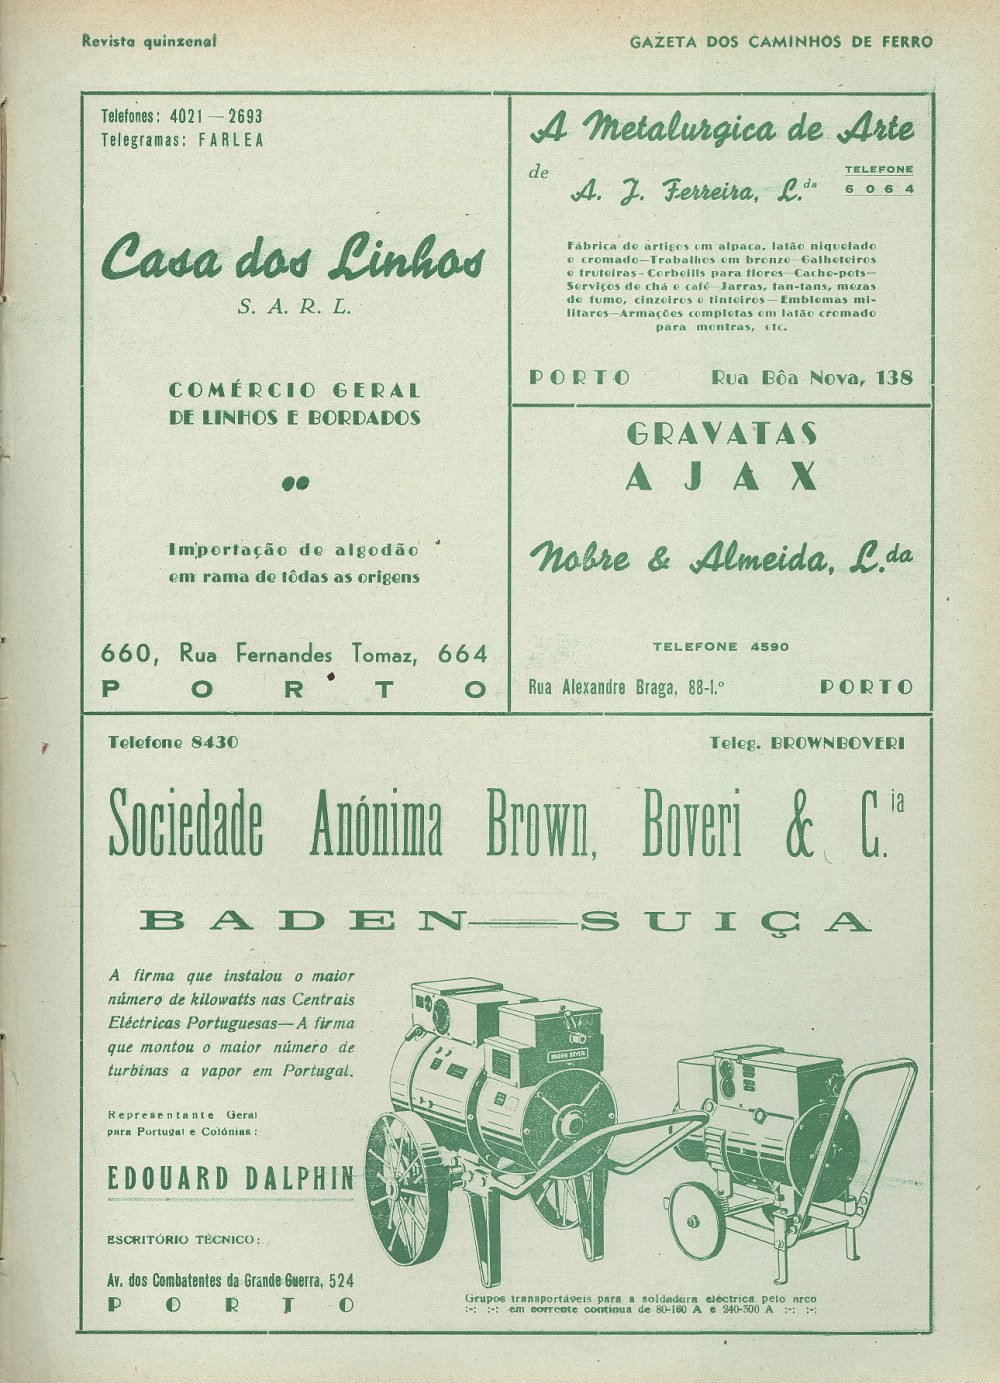 Revista quinzenal
GAZETA DOS CAMINHOS DE FERRO
Telefones: 4021 — 2693
Telegramas: FARLEA
Casa dos Linhos
S. A. R. L.
COMÉRCIO GERAL
DE LINHOS E BORDADOS
Importação de algodão
em rama de tôdas as origens
660, Rua Fernandes Tomaz, 664
PORTO
A Metalurgica de Arte
de
A. J. Ferreira, L.da
TELEFONE
6064
Fábrica de artigos em alpaca, latão niquelado
e cromado—Trabalhos em bronze—Galheteiros
e fruteiras—Corbeills para flores—Cache-pots—
Serviços de chá e café—Jarras, tan-tans, mezas
de fumo, cinzeiros e tinteiros—Emblemas mi-
litares—Armações completas em latão cromado
para montras, etc.
PORTO Rua Bôa Nova, 138
GRAVATAS
AJAX
Nobre & Almeida, L.da
TELEFONE 4590
Rua Alexandre Braga, 88-1.º PORTO
Telefone 8430
Teleg. BROWNBOVERI
Sociedade Anónima Brown, Boveri & C.ia
BADEN—SUIÇA
A firma que instalou o maior
número de kilowatts nas Centrais
Eléctricas Portuguesas—A firma
que montou o maior número de
turbinas a vapor em Portugal.
Representante Geral
para Portugal e Colónias:
EDOUARD DALPHIN
ESCRITÓRIO TÉCNICO:
Av. dos Combatentes da Grande Guerra, 524
PORTO
BROWN BOVERI
Grupos transportáveis para a soldadura eléctrica pelo arco
:-: :-: em corrente contínua de 80-160 A e 240-300 A :-: :-: